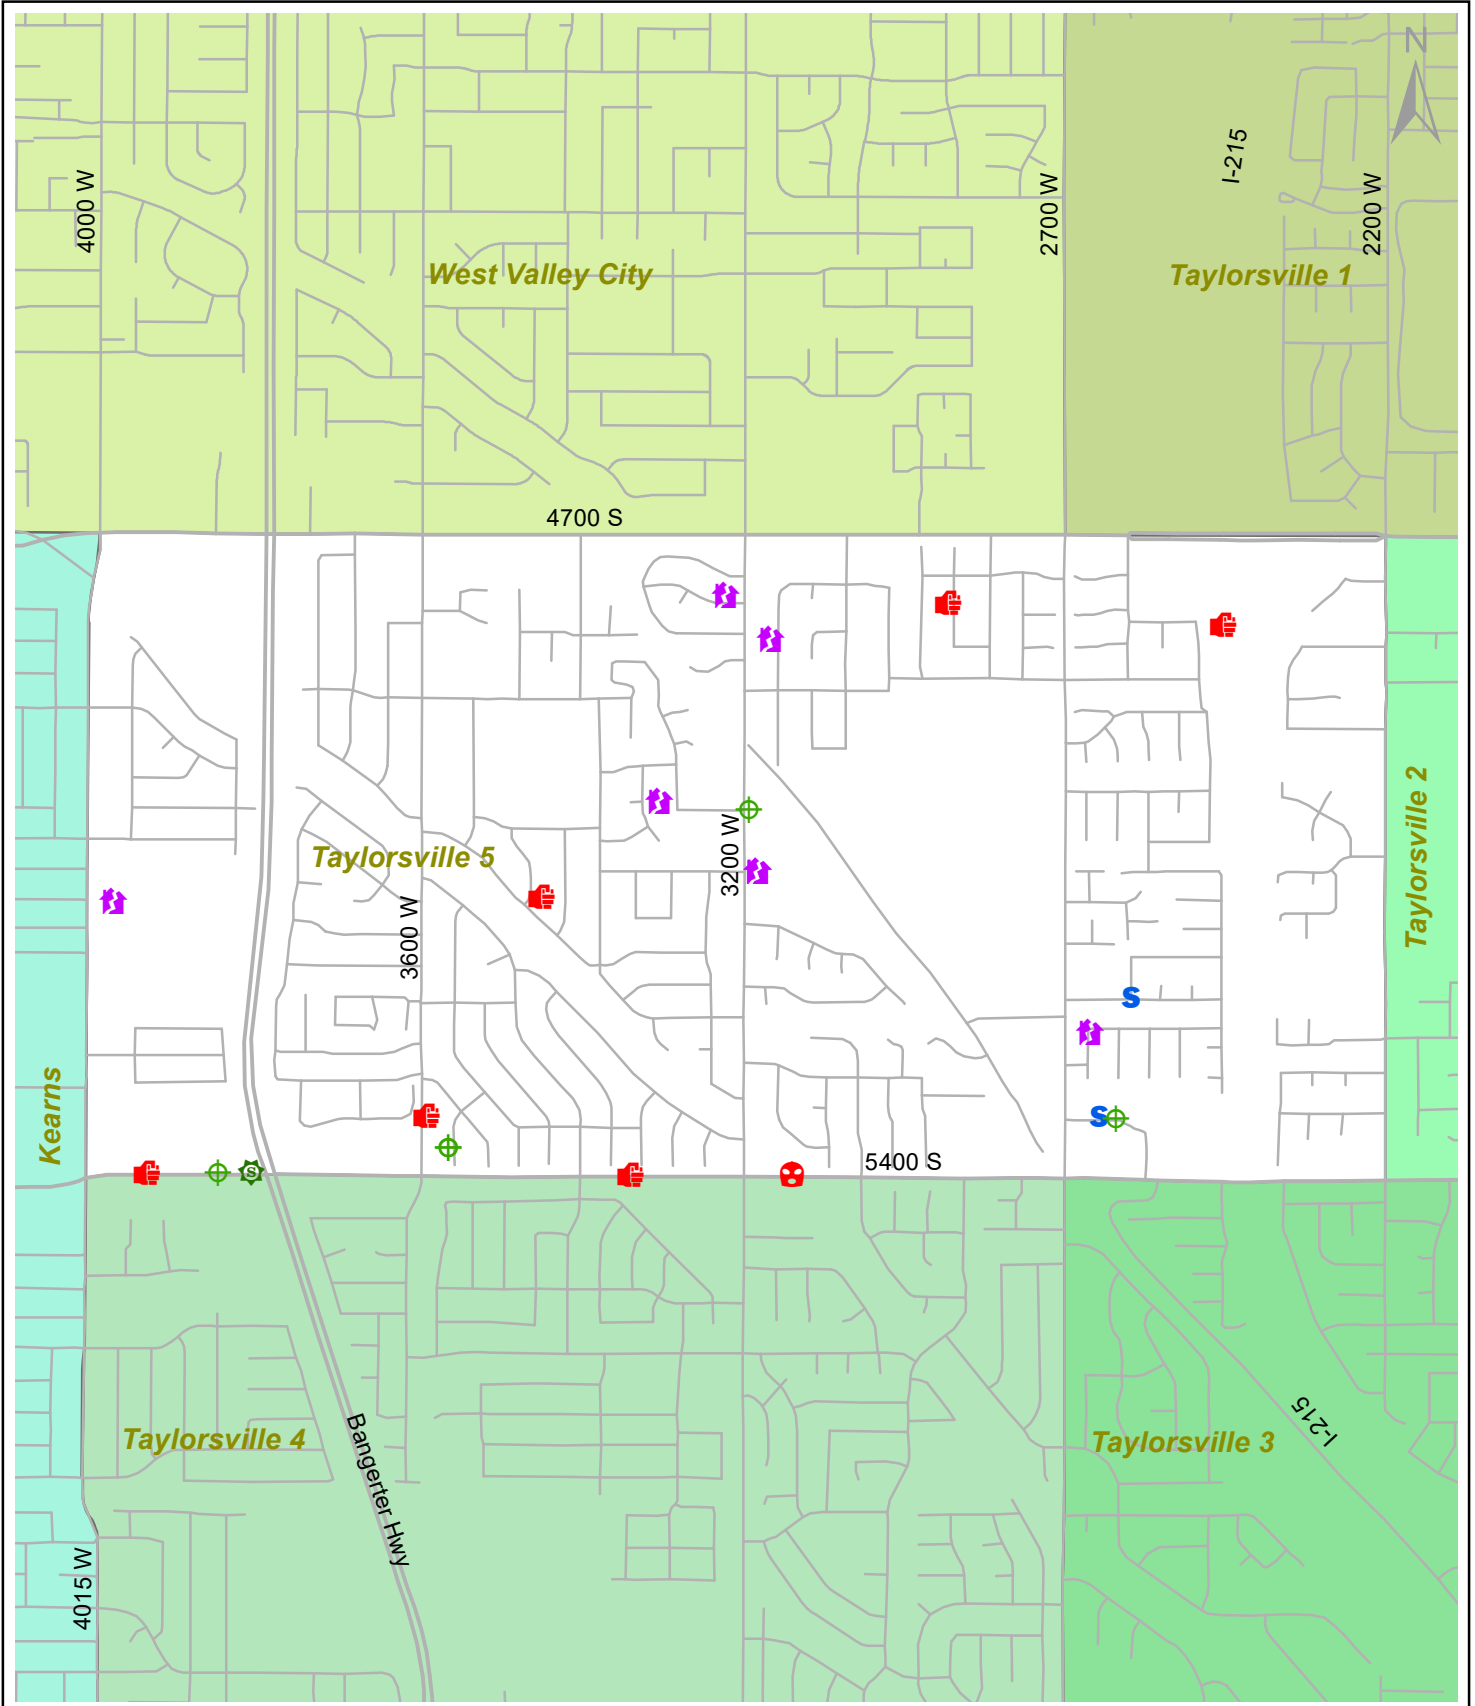 N
I-215
4000 W
2700 W
2200 W
West Valley City
Taylorsville 1
4700 S
Taylorsville 2
3200 W
Taylorsville 5
3600 W
S
Kearns
S
5400 S
S
I-215
Taylorsville 4
Taylorsville 3
Bangerter Hwy
4015 W